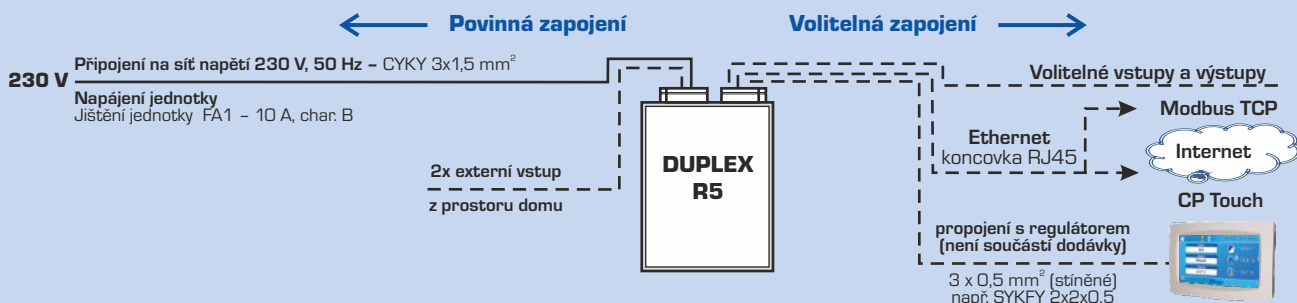 Povinná zapojení
Volitelná zapojení
230 V
Připojení na síť napětí 230 V, 50 Hz – CYKY 3x1,5 mm²
Napájení jednotky
Jištění jednotky FA1 – 10 A, char. B
2x externí vstup
z prostoru domu
DUPLEX
R5
Volitelné vstupy a výstupy
Modbus TCP
Ethernet
koncovka RJ45
Internet
CP Touch
propojení s regulátorem
(není součástí dodávky)
3 x 0,5 mm² (stíněné)
např. SYKFY 2x2x0,5